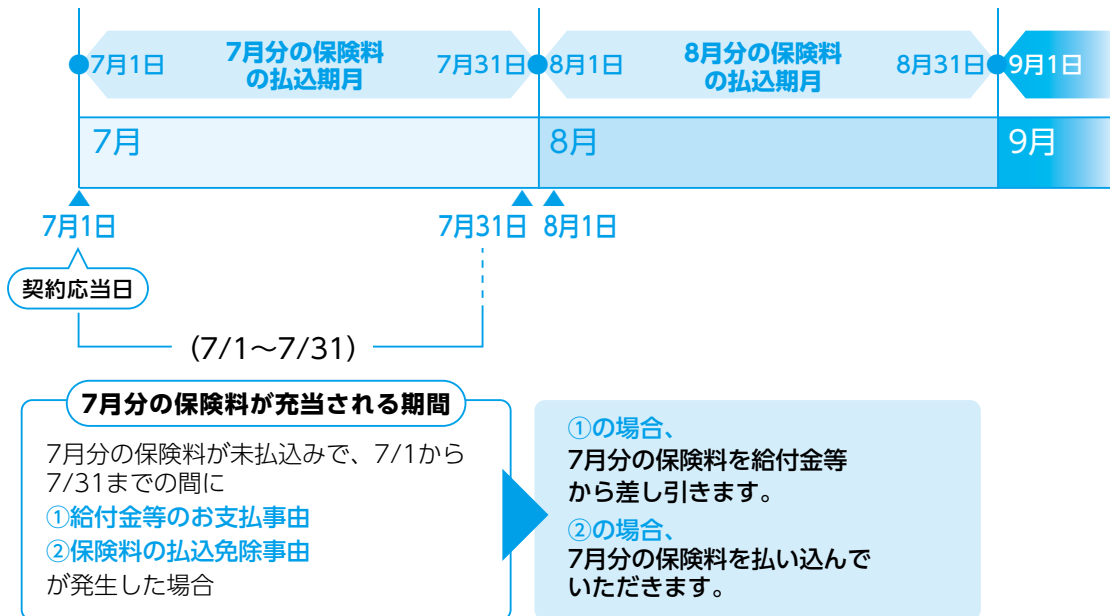 7月1日
7月分の保険料
の払込期月
7月31日
8月1日
8月分の保険料
の払込期月
8月31日
9月1日
7月
8月
9月
7月1日
7月31日
8月1日
契約応当日
(7/1～7/31)
7月分の保険料が充当される期間
7月分の保険料が未払込みで、7/1から
7/31までの間に
①給付金等のお支払事由
②保険料の払込免除事由
が発生した場合
①の場合、
7月分の保険料を給付金等
から差し引きます。
②の場合、
7月分の保険料を払い込んで
いただきます。